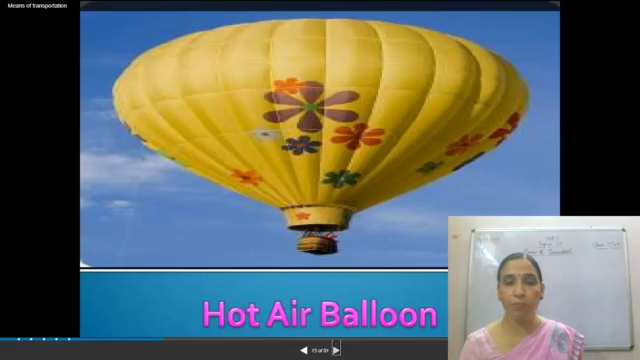 Means of transportation
Hot Air Balloon
13 of 31